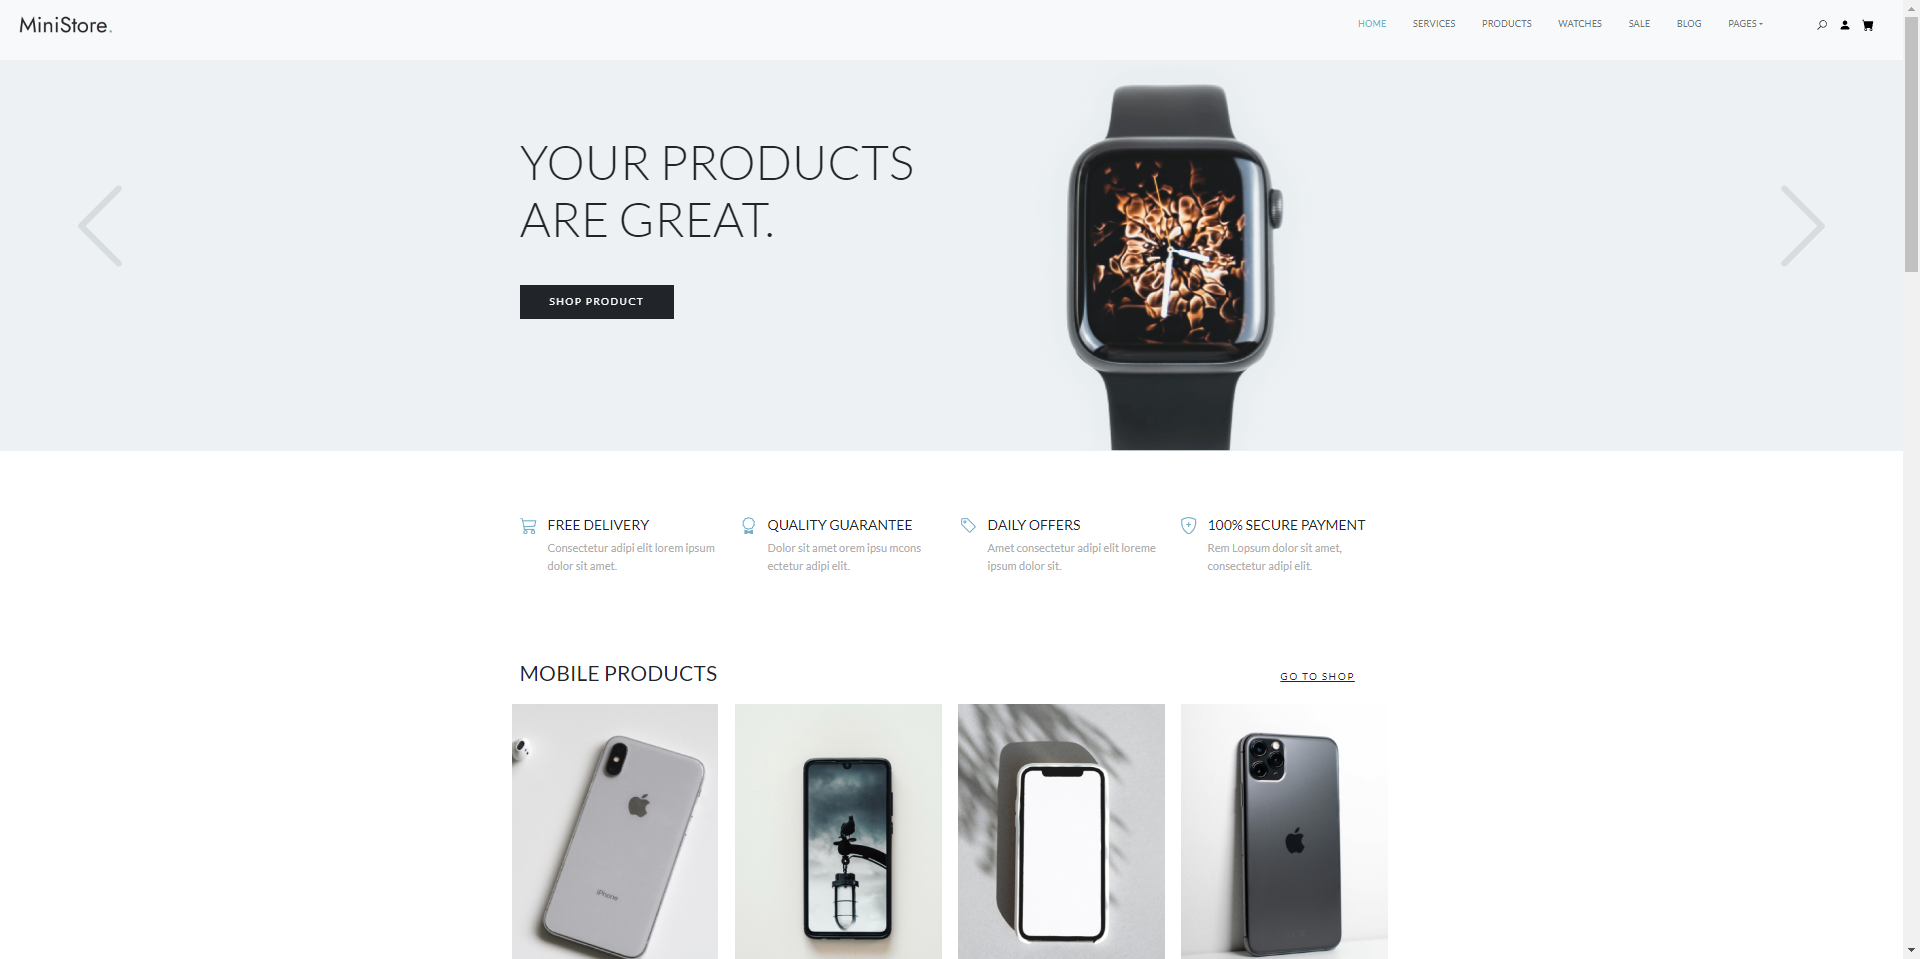 MiniStore.
HOME SERVICES PRODUCTS WATCHES SALE BLOG PAGES
YOUR PRODUCTS
ARE GREAT.
SHOP PRODUCT
FREE DELIVERY
Consectetur adipi elit lorem ipsum
dolor sit amet.
QUALITY GUARANTEE
Dolor sit amet orem ipsu mcons
ectetur adipi elit.
DAILY OFFERS
Amet consectetur adipi elit loreme
ipsum dolor sit.
100% SECURE PAYMENT
Rem Lopsum dolor sit amet,
consectetur adipi elit.
MOBILE PRODUCTS
GO TO SHOP
iPhone